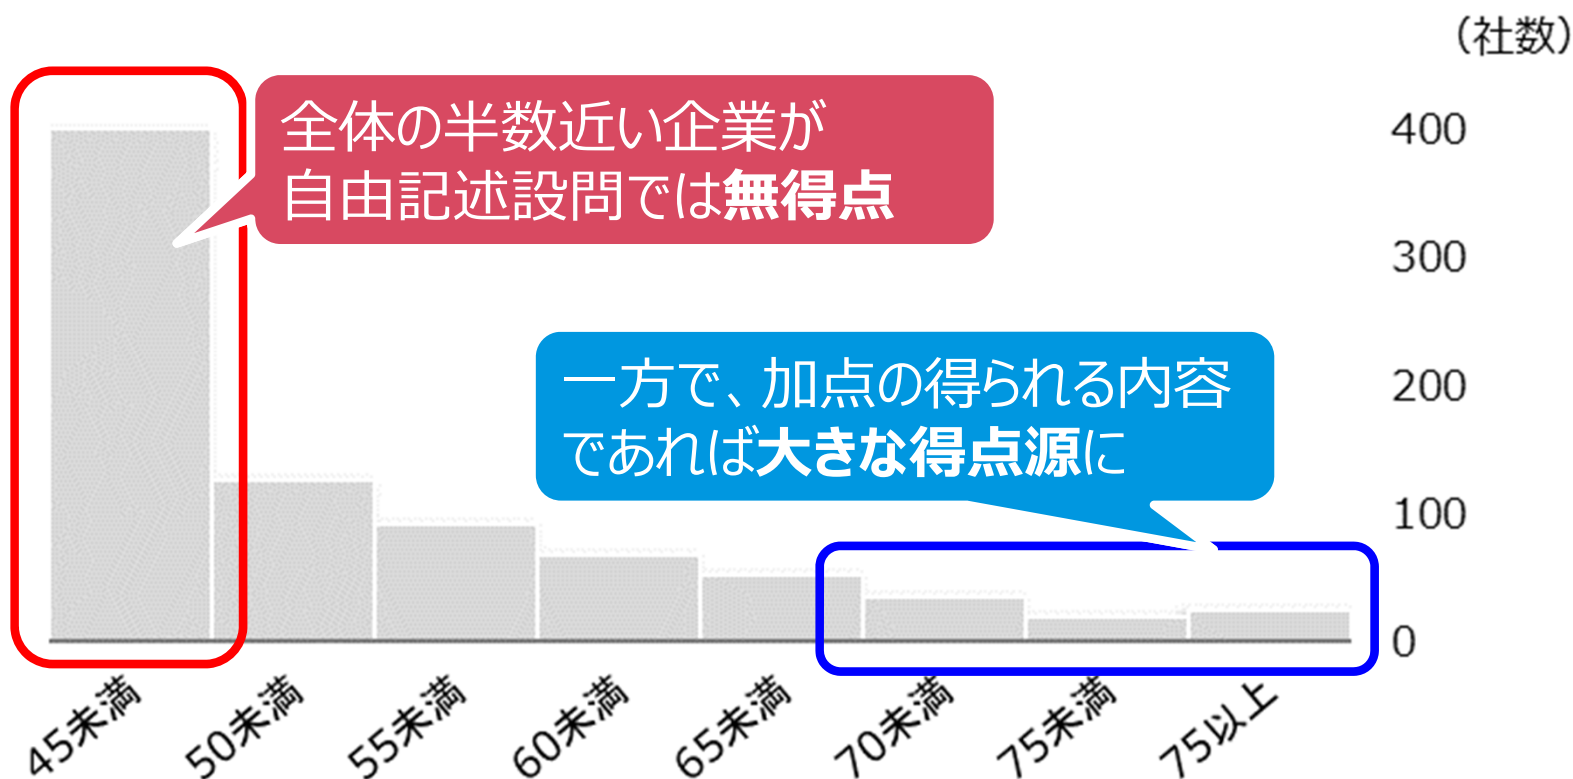 （社数）
全体の半数近い企業が
自由記述設問では無得点
400
300
一方で、加点の得られる内容
であれば大きな得点源に
200
100
0
45未満
50未満
55未満
60未満
65未満
70未満
75未満
75以上